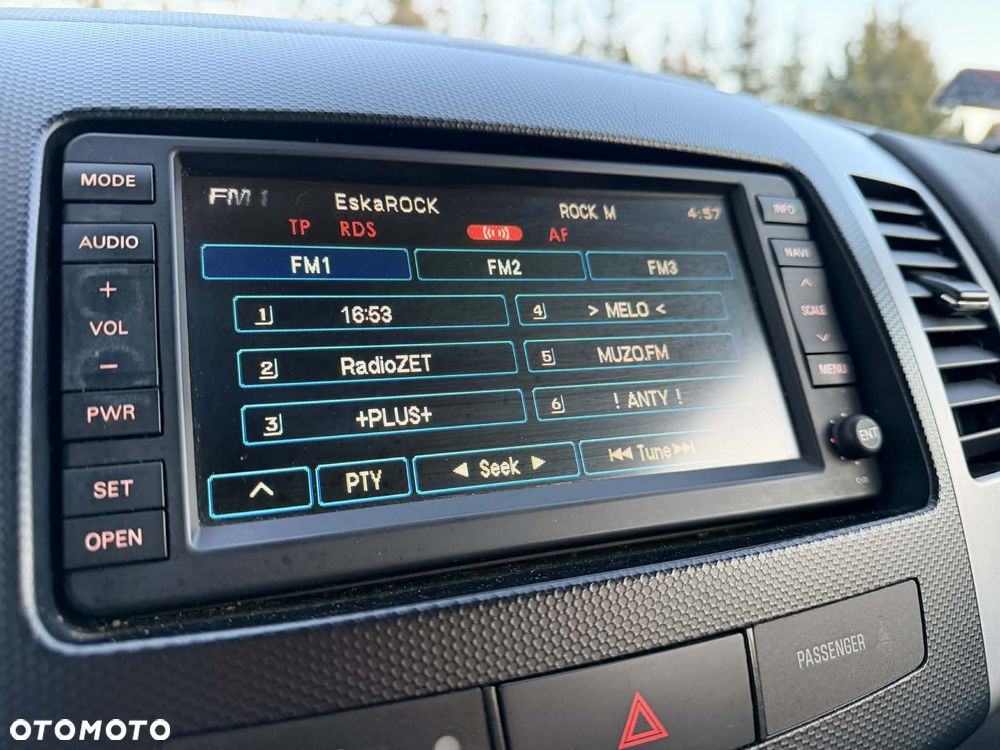 MODE
AUDIO
+
VOL
−
PWR
SET
OPEN
FM 1 EskaROCK ROCK M 4:57
TP RDS AF
FM1 FM2 FM3
1 16:53
2 RadioZET
3 +PLUS+
4 > MELO <
5 MUZO.FM
6 ! ANTY !
PTY ◀ Seek ▶ |◀◀ Tune ▶▶|
INFO
NAVI
SCALE
MENU
ENT
PASSENGER
OTOMOTO